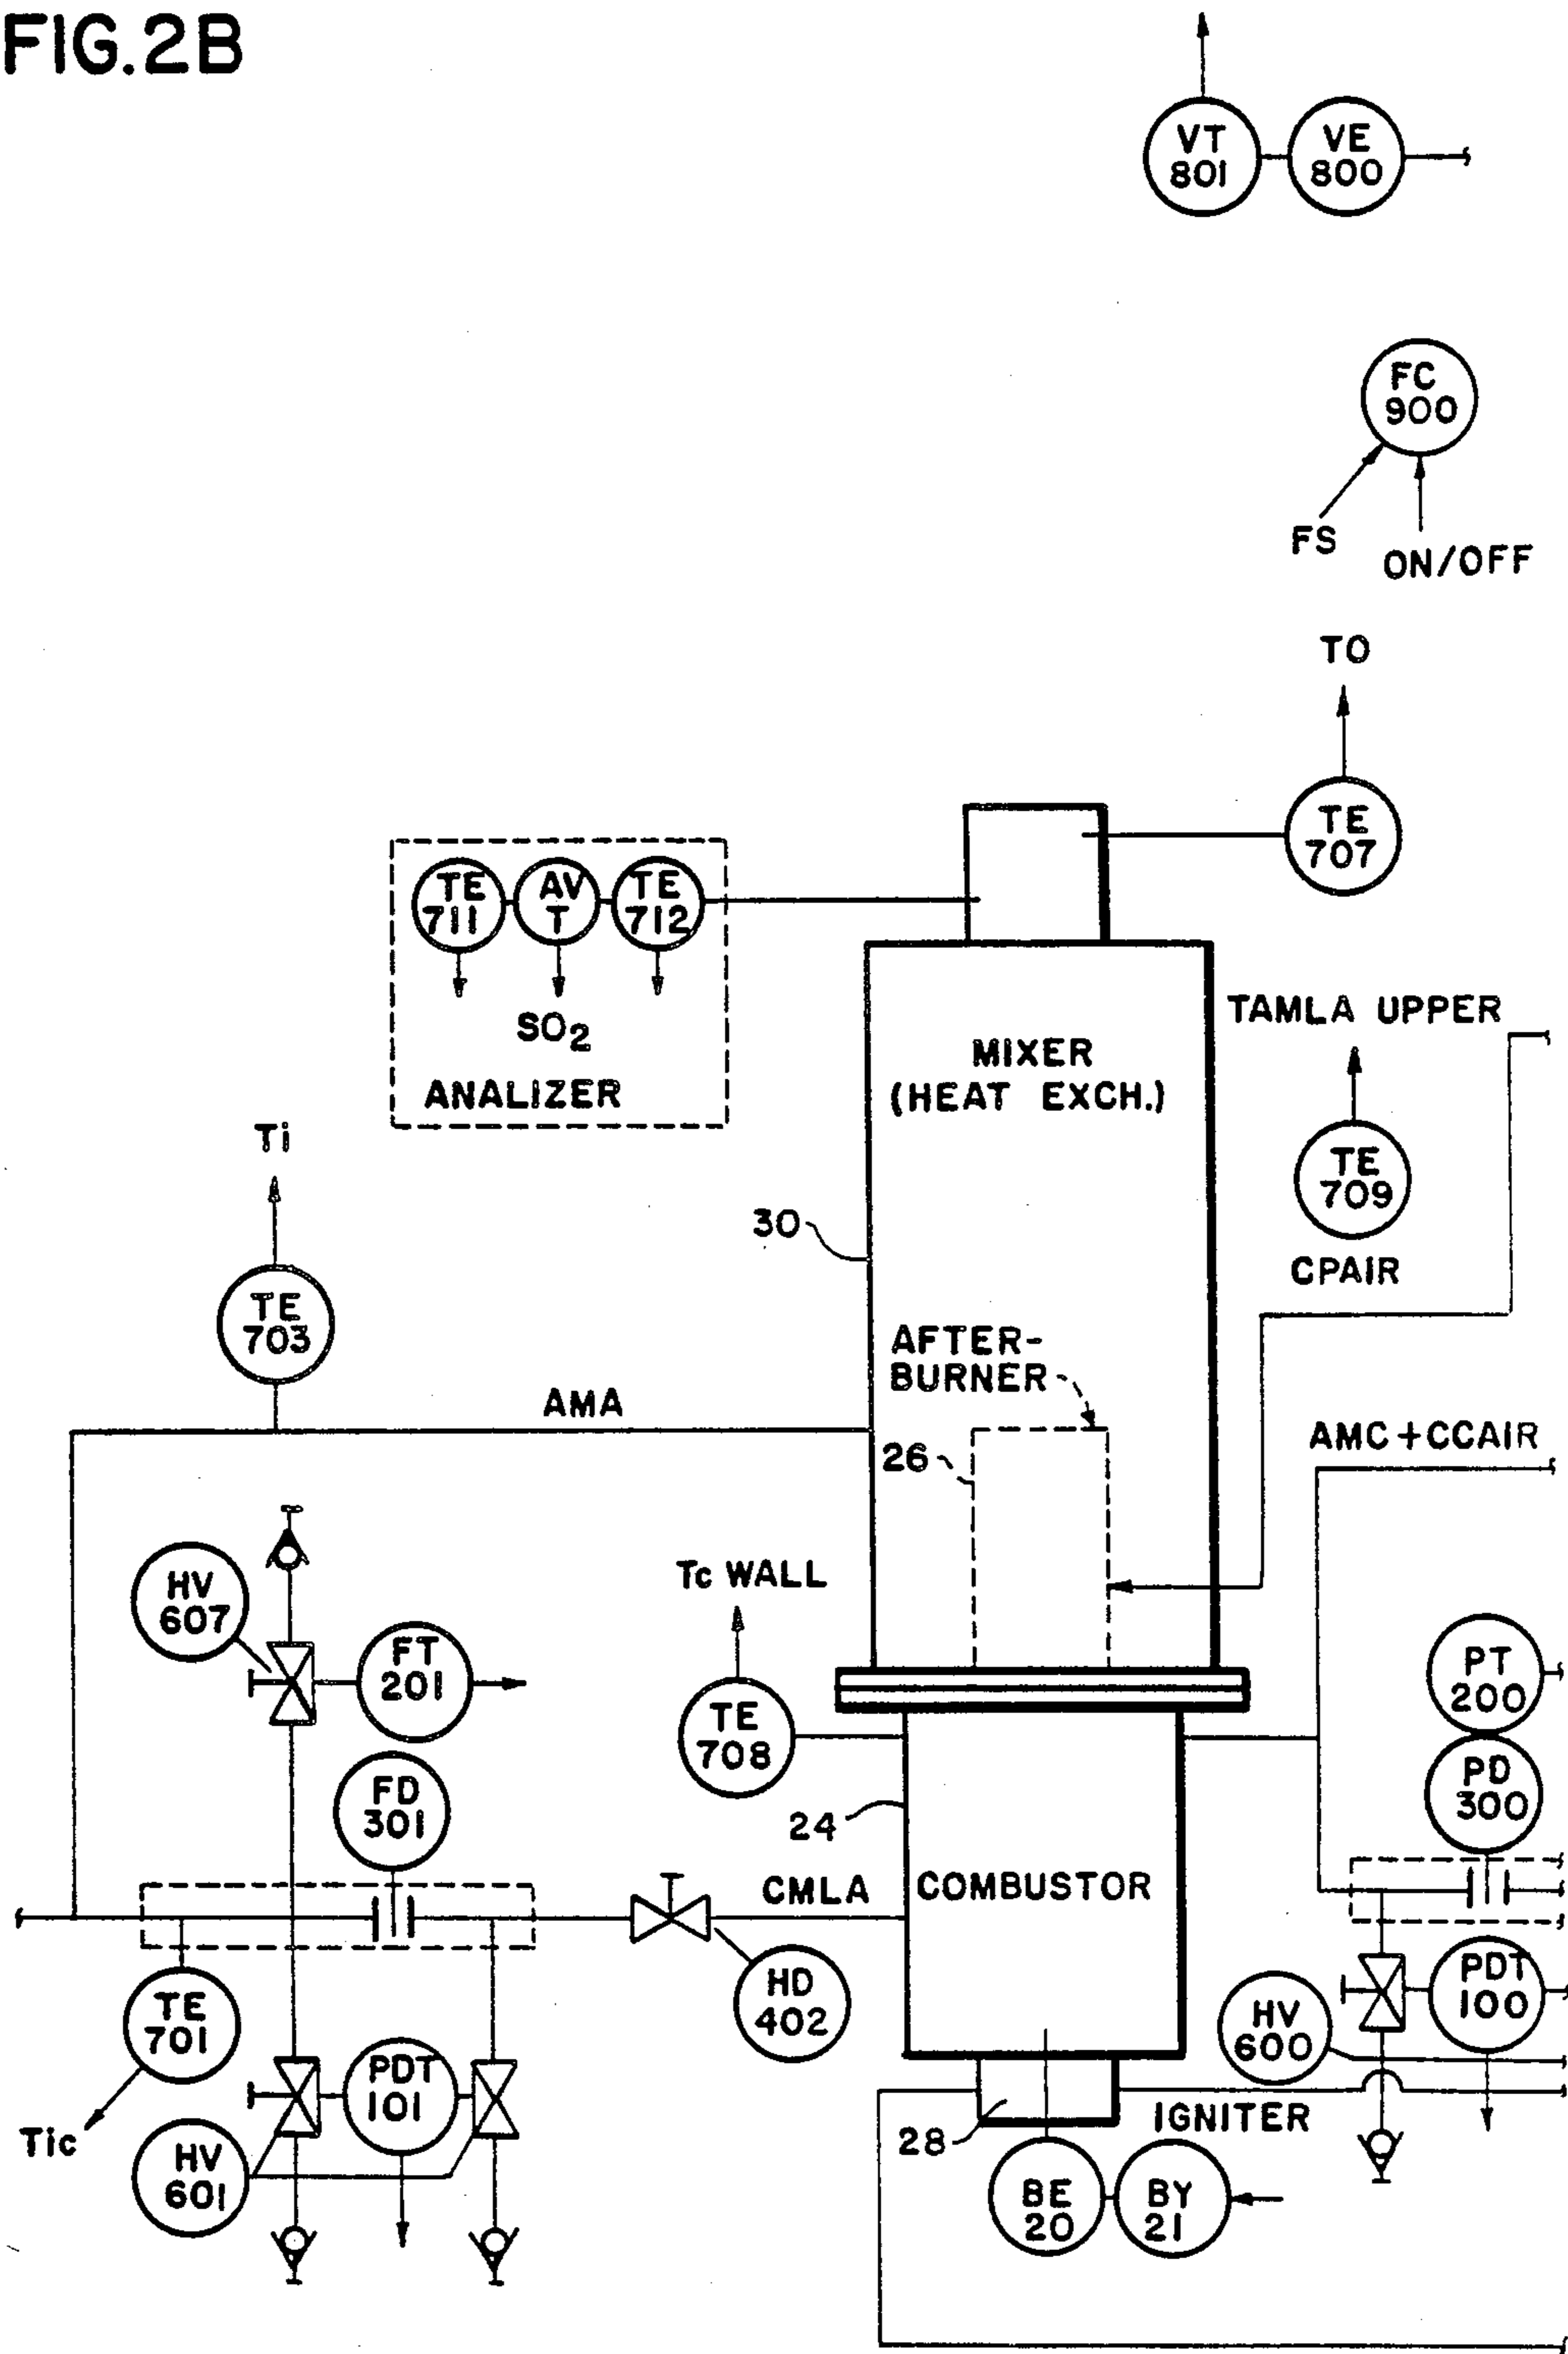 FIG.2B
VT
801
VE
800
FC
900
FS
ON/OFF
TO
TE
707
TE
711
AV
T
TE
712
SO2
ANALIZER
MIXER
(HEAT EXCH.)
TAMLA UPPER
TE
709
CPAIR
Ti
TE
703
30
AFTER-
BURNER
AMA
26
AMC+CCAIR
HV
607
FT
201
Tc WALL
TE
708
PT
200
PD
300
FD
301
24
CMLA
COMBUSTOR
TE
701
HD
402
HV
600
PDT
100
Tic
PDT
101
HV
601
28
IGNITER
BE
20
BY
21